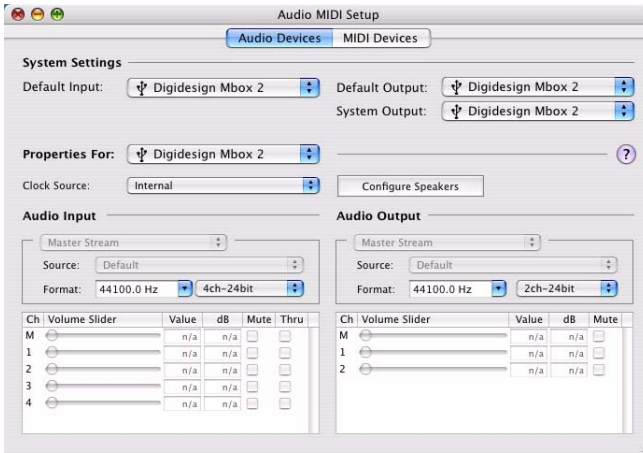 Audio MIDI Setup
Audio Devices MIDI Devices
System Settings
Default Input: Digidesign Mbox 2
Default Output: Digidesign Mbox 2
System Output: Digidesign Mbox 2
Properties For: Digidesign Mbox 2
?
Clock Source: Internal
Configure Speakers
Audio Input
Master Stream
Source: Default
Format: 44100.0 Hz 4ch-24bit
Ch Volume Slider Value dB Mute Thru
M n/a n/a
1 n/a n/a
2 n/a n/a
3 n/a n/a
4 n/a n/a
Audio Output
Master Stream
Source: Default
Format: 44100.0 Hz 2ch-24bit
Ch Volume Slider Value dB Mute
M n/a n/a
1 n/a n/a
2 n/a n/a